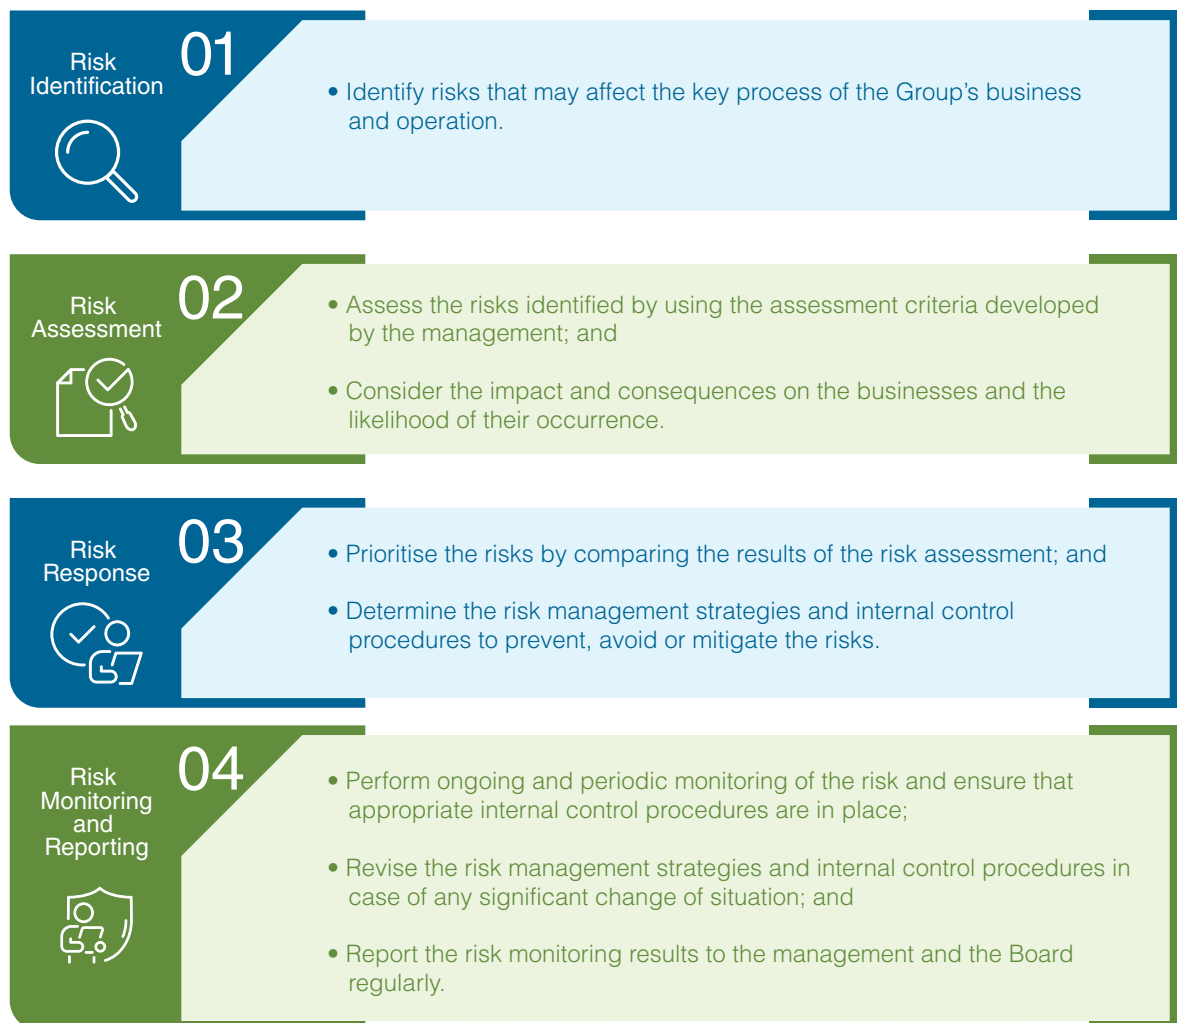 01
Risk
Identification
• Identify risks that may affect the key process of the Group's business
and operation.
02
Risk
Assessment
• Assess the risks identified by using the assessment criteria developed
by the management; and
• Consider the impact and consequences on the businesses and the
likelihood of their occurrence.
03
Risk
Response
• Prioritise the risks by comparing the results of the risk assessment; and
• Determine the risk management strategies and internal control
procedures to prevent, avoid or mitigate the risks.
04
Risk
Monitoring
and
Reporting
• Perform ongoing and periodic monitoring of the risk and ensure that
appropriate internal control procedures are in place;
• Revise the risk management strategies and internal control procedures in
case of any significant change of situation; and
• Report the risk monitoring results to the management and the Board
regularly.